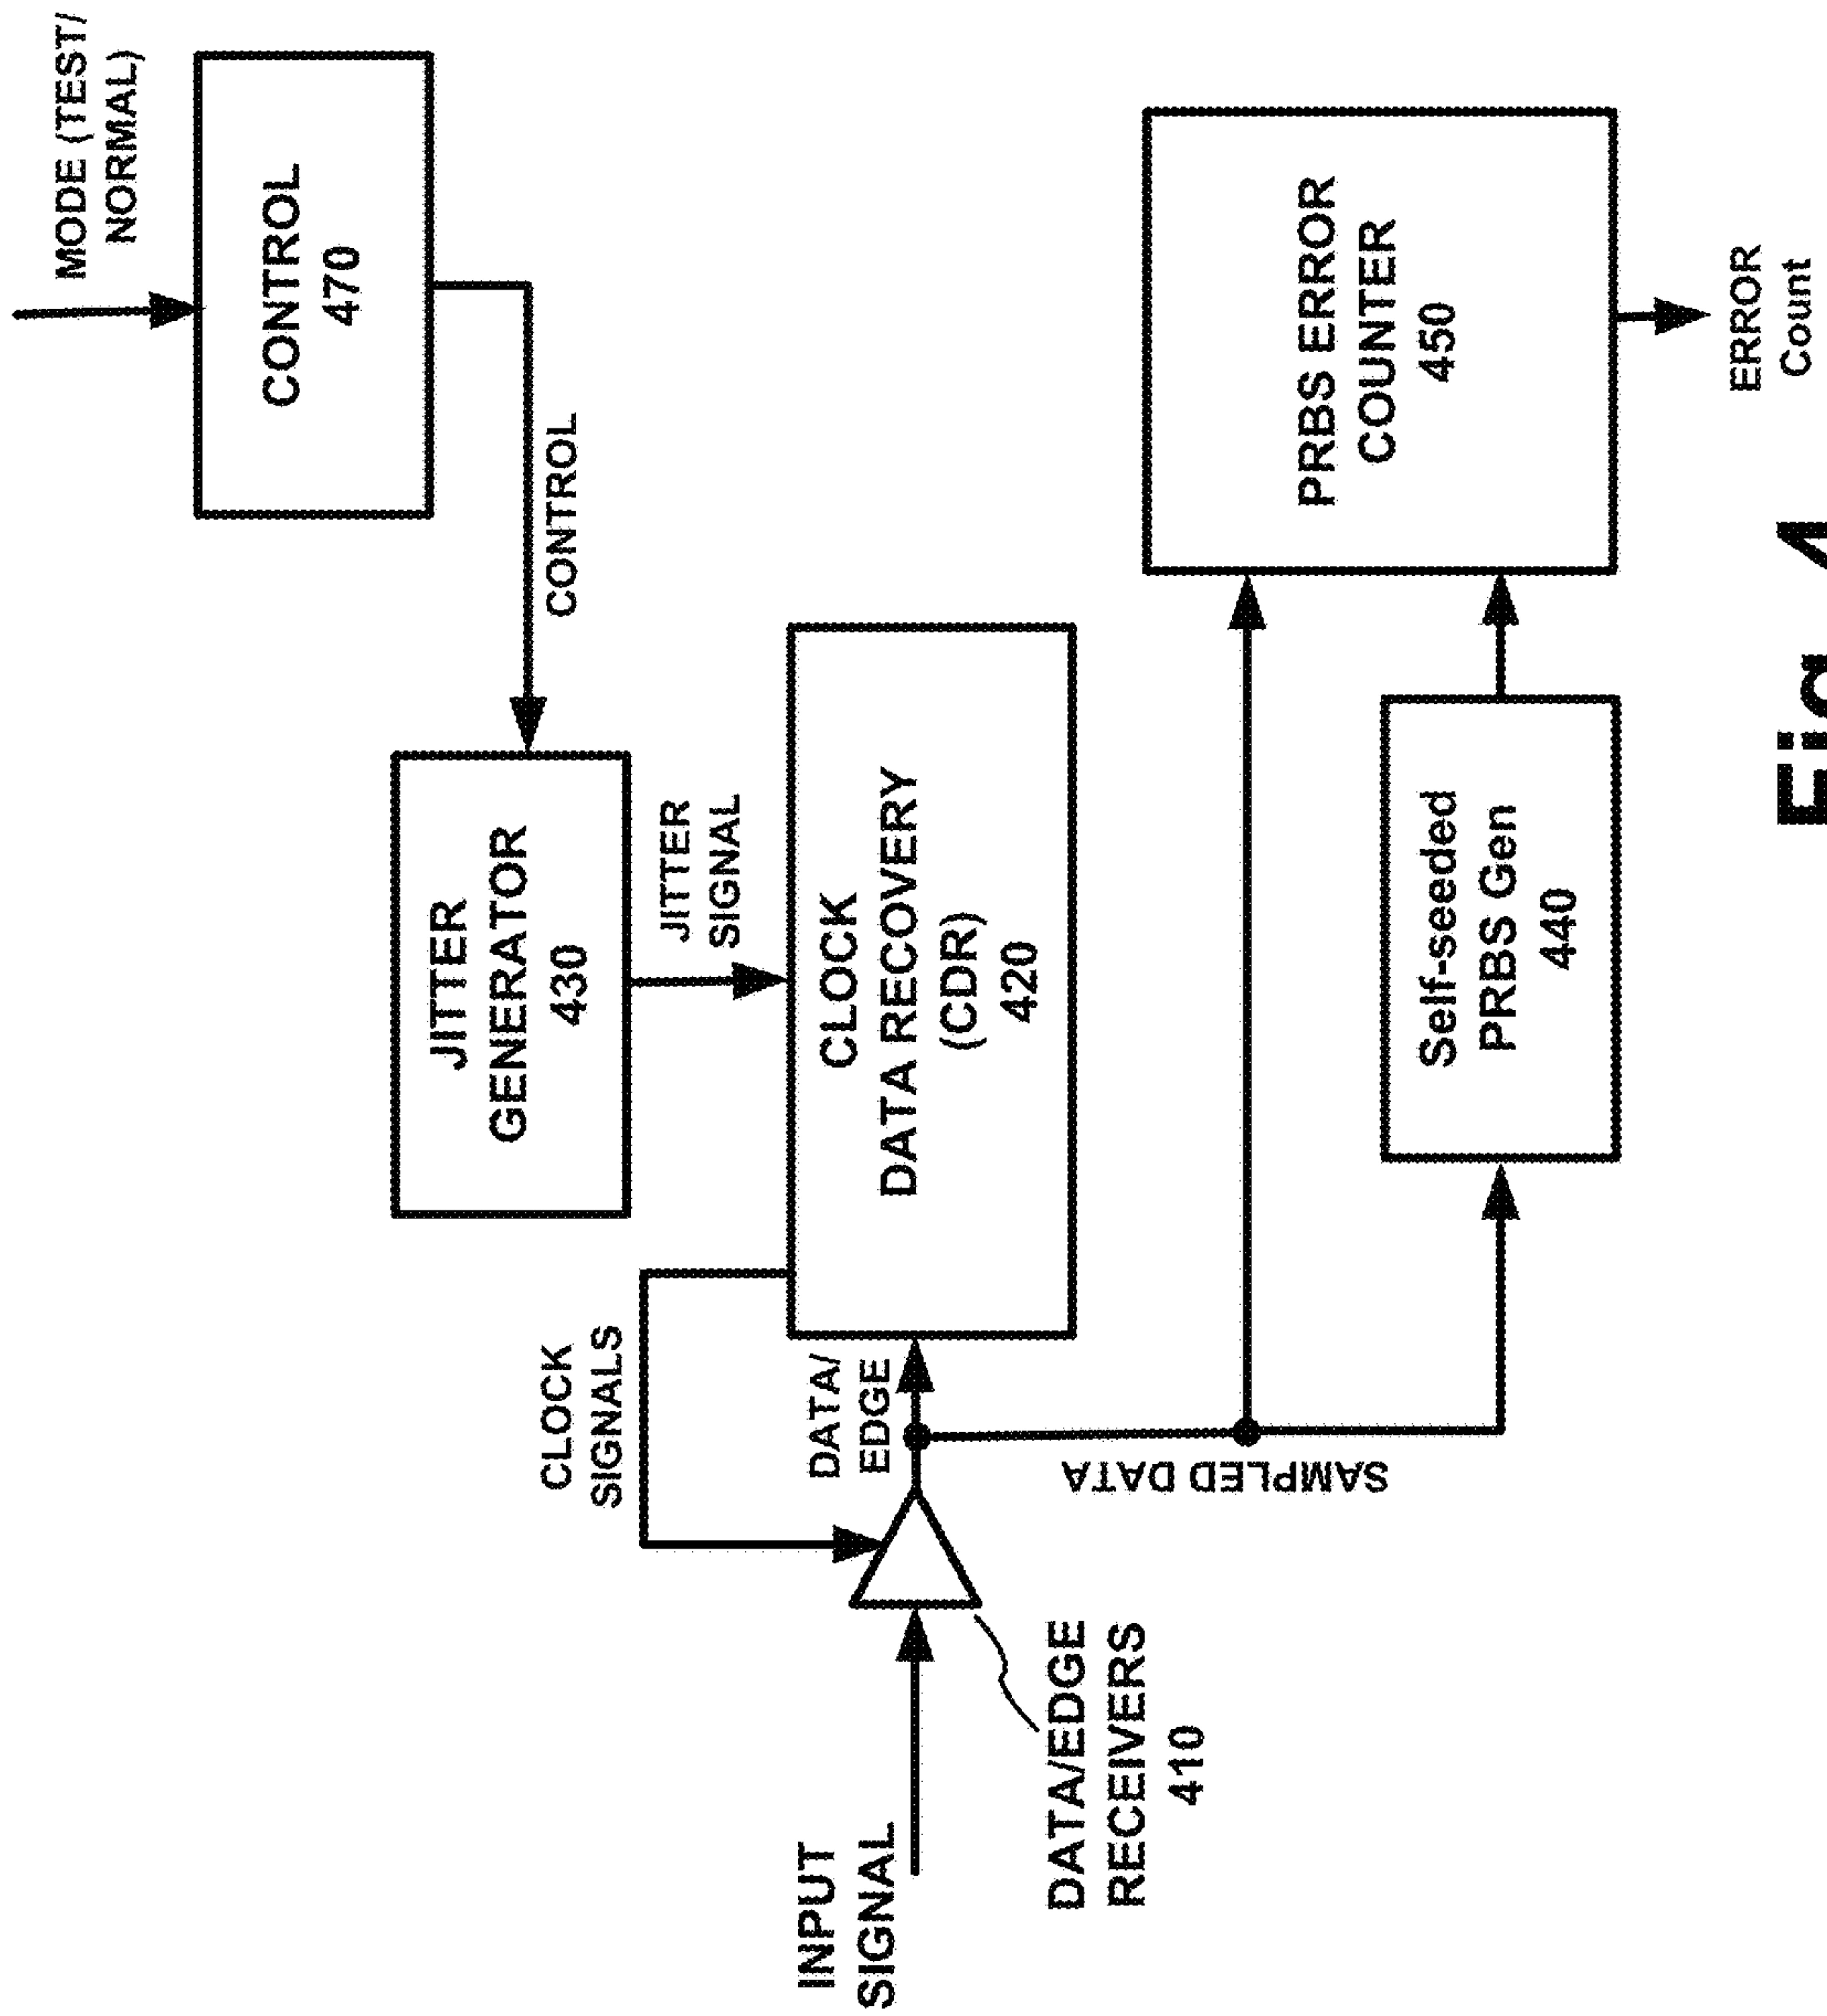 MODE (TEST/
NORMAL)
CONTROL
470
CONTROL
JITTER
GENERATOR
430
JITTER
SIGNAL
CLOCK
SIGNALS
CLOCK
DATA RECOVERY
(CDR)
420
DATA/
EDGE
INPUT
SIGNAL
DATA/EDGE
RECEIVERS
410
SAMPLED DATA
Self-seeded
PRBS Gen
440
PRBS ERROR
COUNTER
450
ERROR
Count
Fig. 4